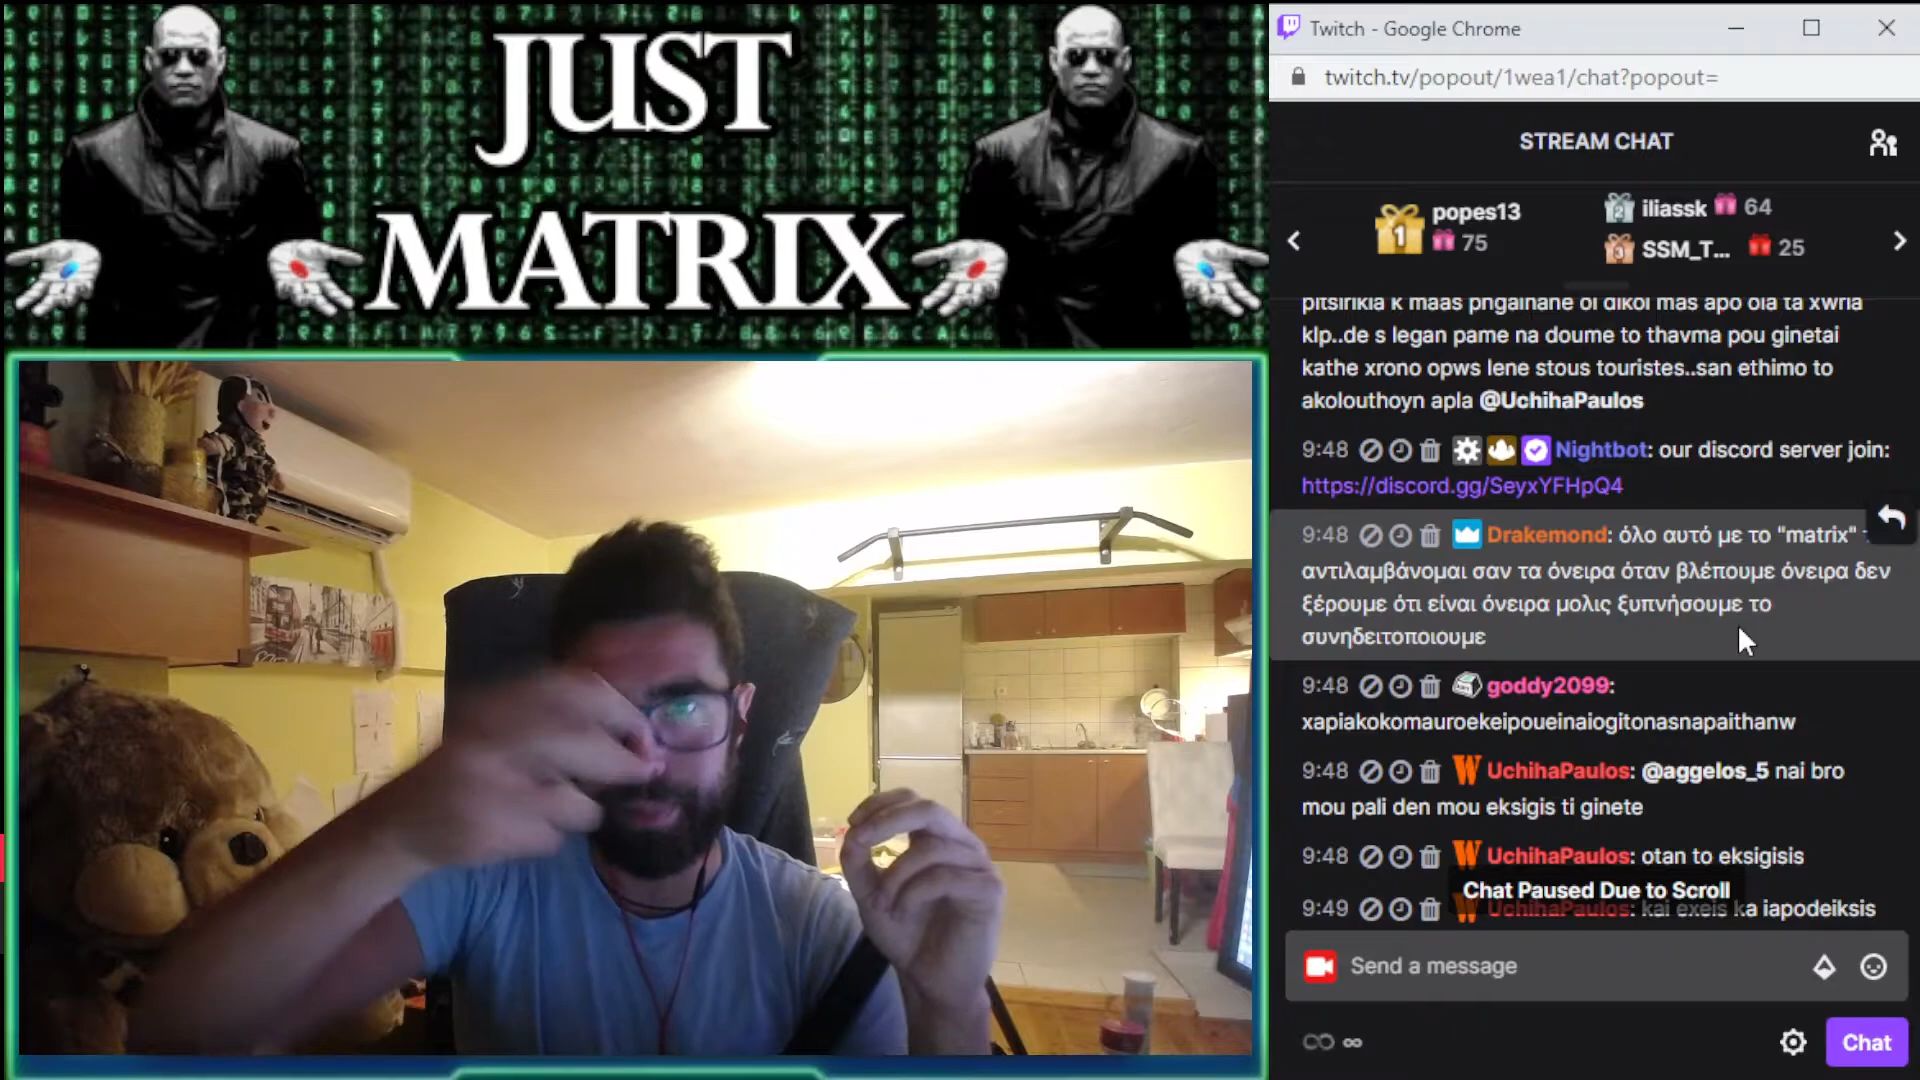 JUST
MATRIX
Twitch - Google Chrome
twitch.tv/popout/1wea1/chat?popout=
STREAM CHAT
1 popes13 75
2 iliassk 64
3 SSM_T... 25
pitsirikia k maas phgainane oi dikoi mas apo ola ta xwria
klp..de s legan pame na doume to thavma pou ginetai
kathe xrono opws lene stous touristes..san ethimo to
akolouthoyn apla @UchihaPaulos
9:48 Nightbot: our discord server join:
https://discord.gg/SeyxYFHpQ4
9:48 Drakemond: όλο αυτό με το "matrix"
αντιλαμβάνομαι σαν τα όνειρα όταν βλέπουμε όνειρα δεν
ξέρουμε ότι είναι όνειρα μολις ξυπνήσουμε το
συνηδειτοποιουμε
9:48 goddy2099:
xapiakokomauroekeipoueinaiogitonasnapaithanw
9:48 UchihaPaulos: @aggelos_5 nai bro
mou pali den mou eksigis ti ginete
9:48 UchihaPaulos: otan to eksigisis
Chat Paused Due to Scroll
9:49 UchihaPaulos: kai exeis ka iapodeiksis
Send a message
Chat